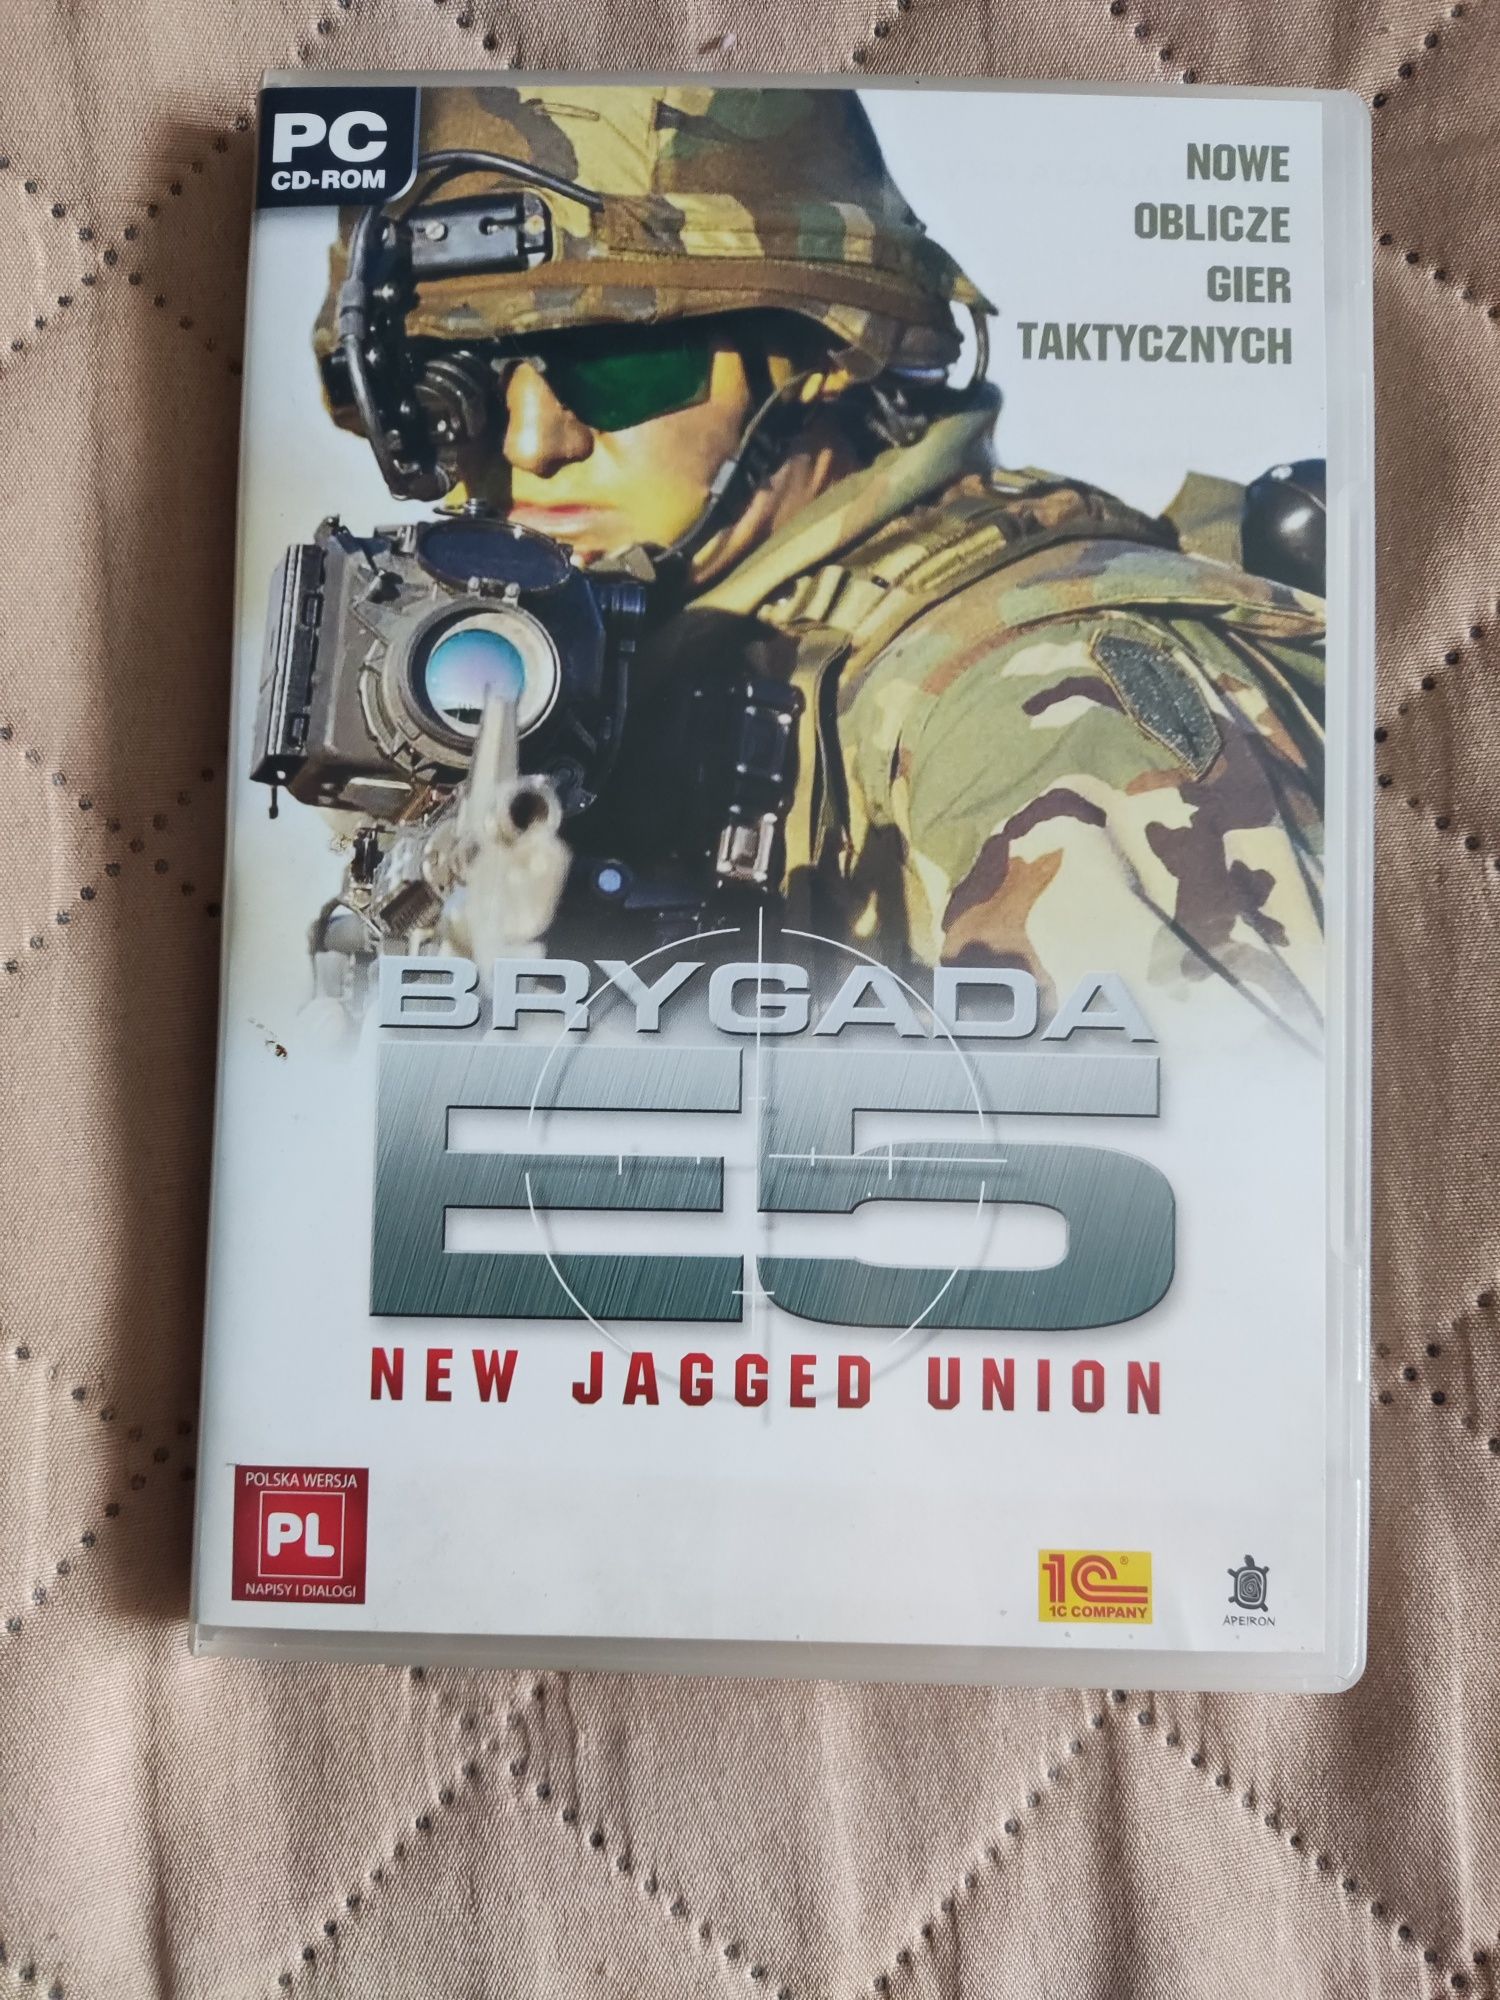 PC
CD-ROM
NOWE
OBLICZE
GIER
TAKTYCZNYCH
BRYGADA
E5
NEW JAGGED UNION
POLSKA WERSJA
PL
NAPISY I DIALOGI
1C®
1C COMPANY
APEIRON